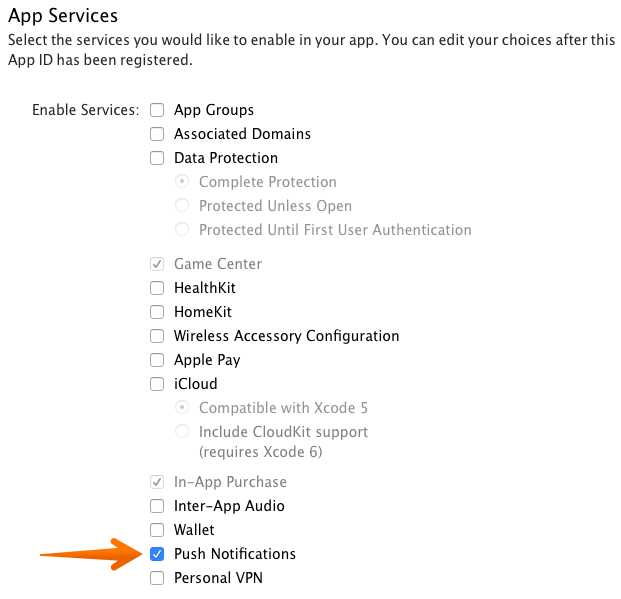 App Services
Select the services you would like to enable in your app. You can edit your choices after this
App ID has been registered.
Enable Services:
App Groups
Associated Domains
Data Protection
Complete Protection
Protected Unless Open
Protected Until First User Authentication
Game Center
HealthKit
HomeKit
Wireless Accessory Configuration
Apple Pay
iCloud
Compatible with Xcode 5
Include CloudKit support
(requires Xcode 6)
In-App Purchase
Inter-App Audio
Wallet
Push Notifications
Personal VPN